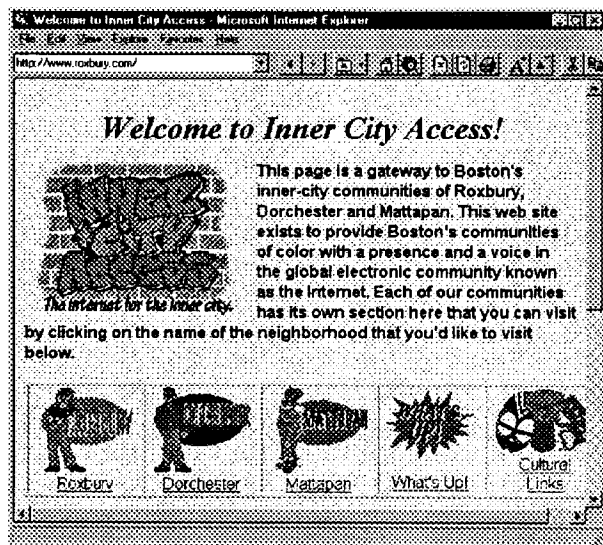 Welcome to Inner City Access - Microsoft Internet Explorer
File Edit View Explore Favorites Help
http://www.roxbury.com/
Welcome to Inner City Access!
This page is a gateway to Boston's
inner-city communities of Roxbury,
Dorchester and Mattapan. This web site
exists to provide Boston's communities
of color with a presence and a voice in
the global electronic community known
as the Internet. Each of our communities
has its own section here that you can visit
The internet for the inner city.
by clicking on the name of the neighborhood that you'd like to visit
below.
Roxbury Dorchester Mattapan What's Up! Cultural
Links